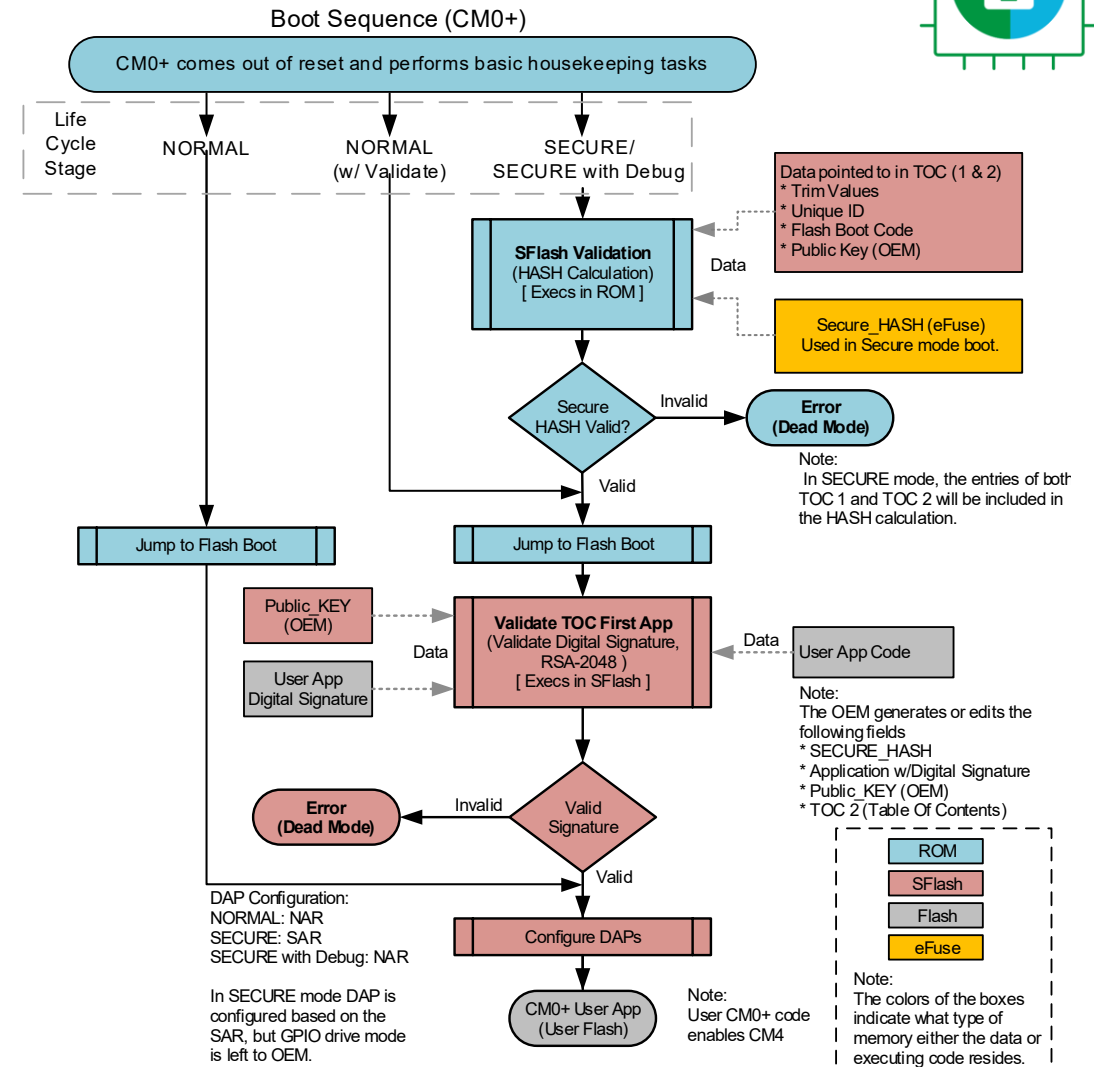 Boot Sequence (CM0+)
CM0+ comes out of reset and performs basic housekeeping tasks
Life
Cycle
Stage
NORMAL
NORMAL
(w/ Validate)
SECURE/
SECURE with Debug
Data pointed to in TOC (1 & 2)
* Trim Values
* Unique ID
* Flash Boot Code
* Public Key (OEM)
SFlash Validation
(HASH Calculation)
[ Execs in ROM ]
Data
Secure_HASH (eFuse)
Used in Secure mode boot.
Secure
HASH Valid?
Invalid
Error
(Dead Mode)
Note:
In SECURE mode, the entries of both
TOC 1 and TOC 2 will be included in
the HASH calculation.
Valid
Jump to Flash Boot
Jump to Flash Boot
Public_KEY
(OEM)
Data
User App
Digital Signature
Validate TOC First App
(Validate Digital Signature,
RSA-2048 )
[ Execs in SFlash ]
Data
User App Code
Note:
The OEM generates or edits the
following fields
* SECURE_HASH
* Application w/Digital Signature
* Public_KEY (OEM)
* TOC 2 (Table Of Contents)
Error
(Dead Mode)
Invalid
Valid
Signature
Valid
ROM
SFlash
Flash
eFuse
Note:
The colors of the boxes
indicate what type of
memory either the data or
executing code resides.
DAP Configuration:
NORMAL: NAR
SECURE: SAR
SECURE with Debug: NAR
In SECURE mode DAP is
configured based on the
SAR, but GPIO drive mode
is left to OEM.
Configure DAPs
CM0+ User App
(User Flash)
Note:
User CM0+ code
enables CM4